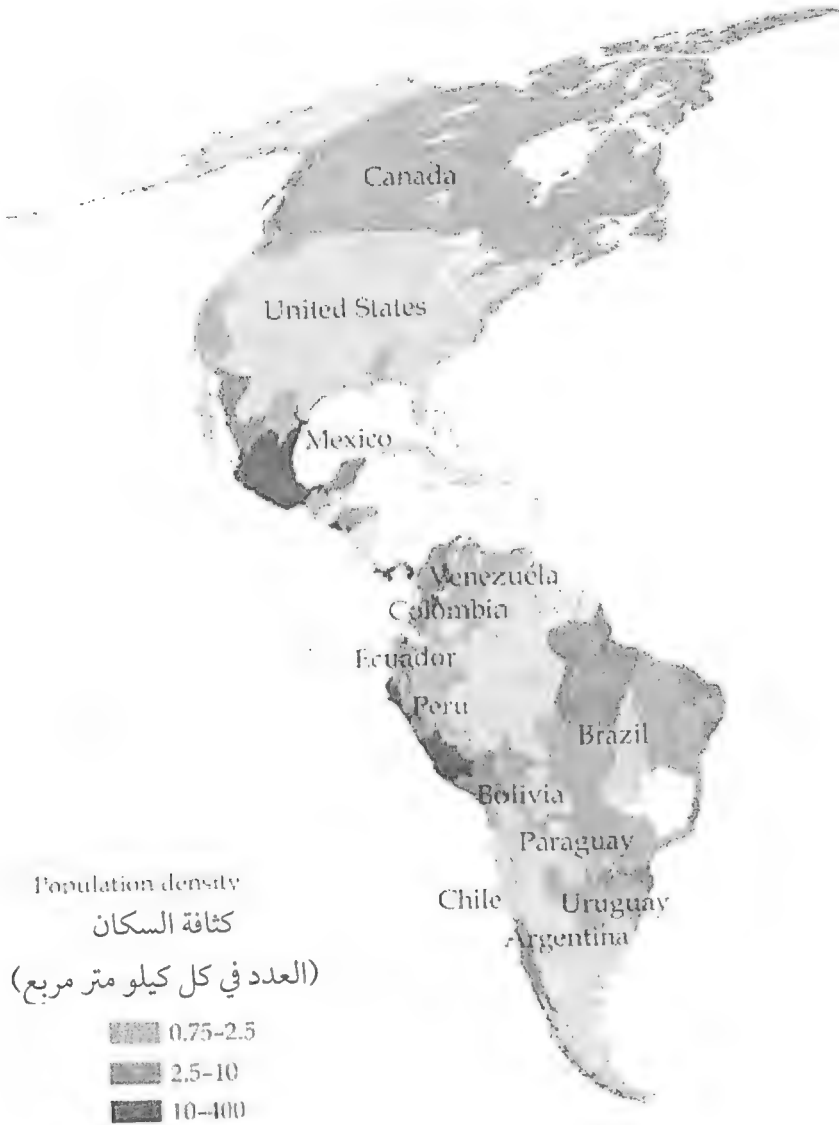 Canada
United States
Mexico
Venezuela
Colombia
Ecuador
Peru
Brazil
Bolivia
Paraguay
Chile
Uruguay
Argentina
Population density
كثافة السكان
(العدد في كل كيلو متر مربع)
0.75–2.5
2.5–10
10–400